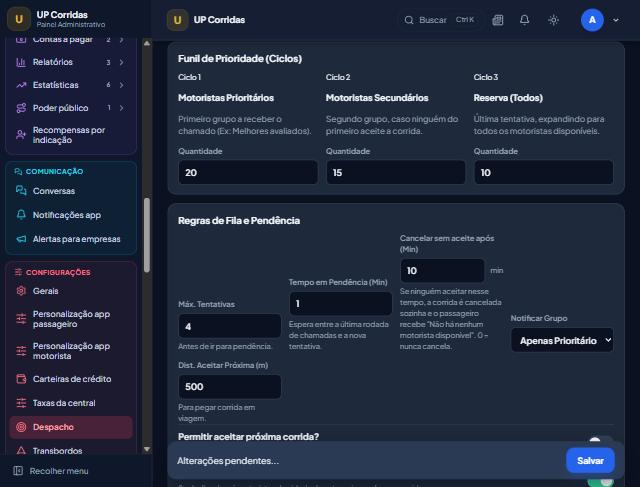 U UP Corridas
Painel Administrativo
Contas a pagar 2
Relatórios 3
Estatísticas 6
Poder público 1
Recompensas por
indicação
COMUNICAÇÃO
Conversas
Notificações app
Alertas para empresas
CONFIGURAÇÕES
Gerais
Personalização app
passageiro
Personalização app
motorista
Carteiras de crédito
Taxas da central
Despacho
Transbordos
Recolher menu
U UP Corridas
Buscar Ctrl K
A
Funil de Prioridade (Ciclos)
Ciclo 1
Motoristas Prioritários
Primeiro grupo a receber o
chamado (Ex: Melhores avaliados).
Quantidade
20
Ciclo 2
Motoristas Secundários
Segundo grupo, caso ninguém do
primeiro aceite a corrida.
Quantidade
15
Ciclo 3
Reserva (Todos)
Última tentativa, expandindo para
todos os motoristas disponíveis.
Quantidade
10
Regras de Fila e Pendência
Máx. Tentativas
4
Antes de ir para pendência.
Tempo em Pendência (Min)
1
Espera entre a última rodada
de chamadas e a nova
tentativa.
Cancelar sem aceite após
(Min)
10 min
Se ninguém aceitar nesse
tempo, a corrida é cancelada
sozinha e o passageiro
recebe "Não há nenhum
motorista disponível". 0 =
nunca cancela.
Notificar Grupo
Apenas Prioritário
Dist. Aceitar Próxima (m)
500
Para pegar corrida em
viagem.
Permitir aceitar próxima corrida?
Alterações pendentes...
Salvar